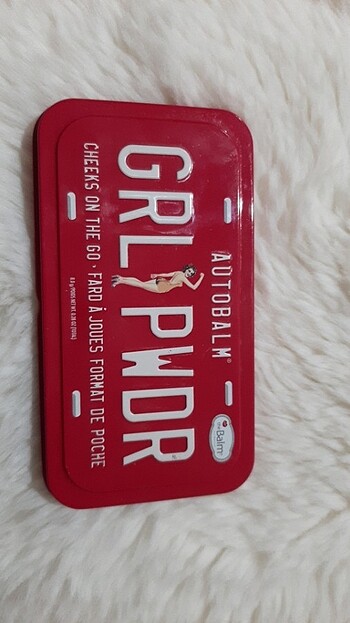 AUTOBALM®
theBalm
GRL PWDR
CHEEKS ON THE GO • FARD À JOUES FORMAT DE POCHE